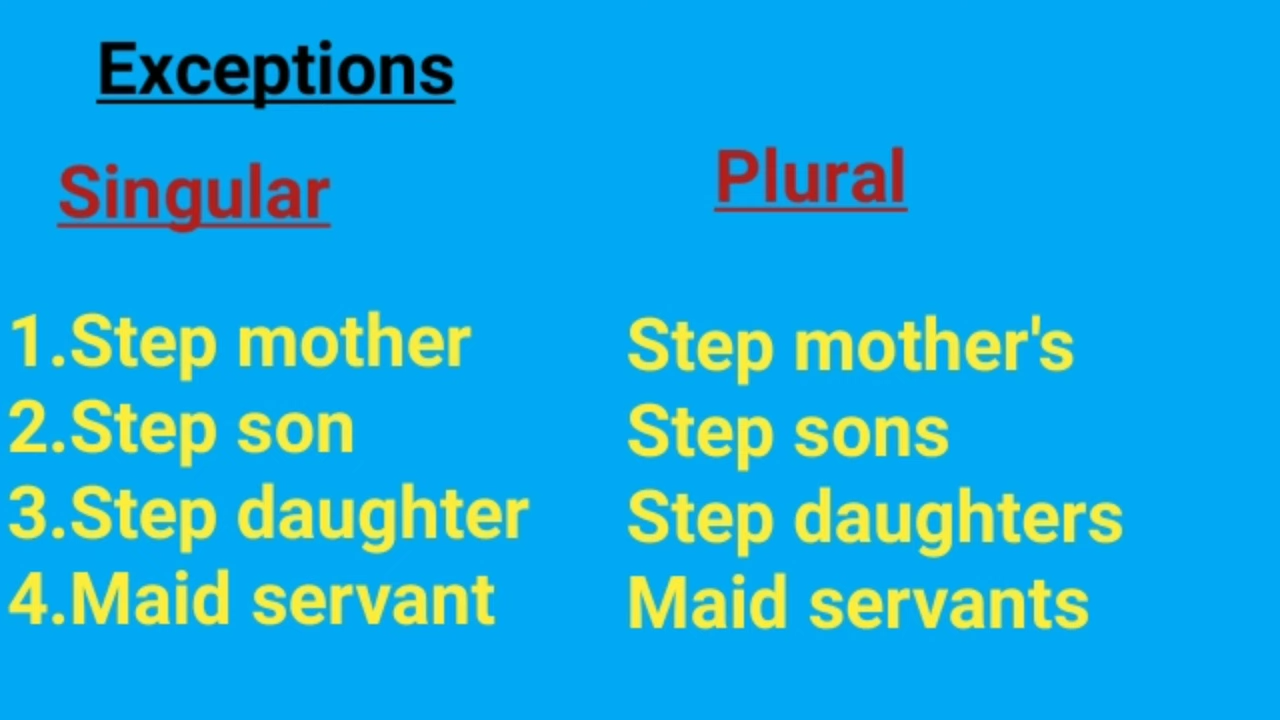 Exceptions
Singular Plural
1.Step mother Step mother's
2.Step son Step sons
3.Step daughter Step daughters
4.Maid servant Maid servants